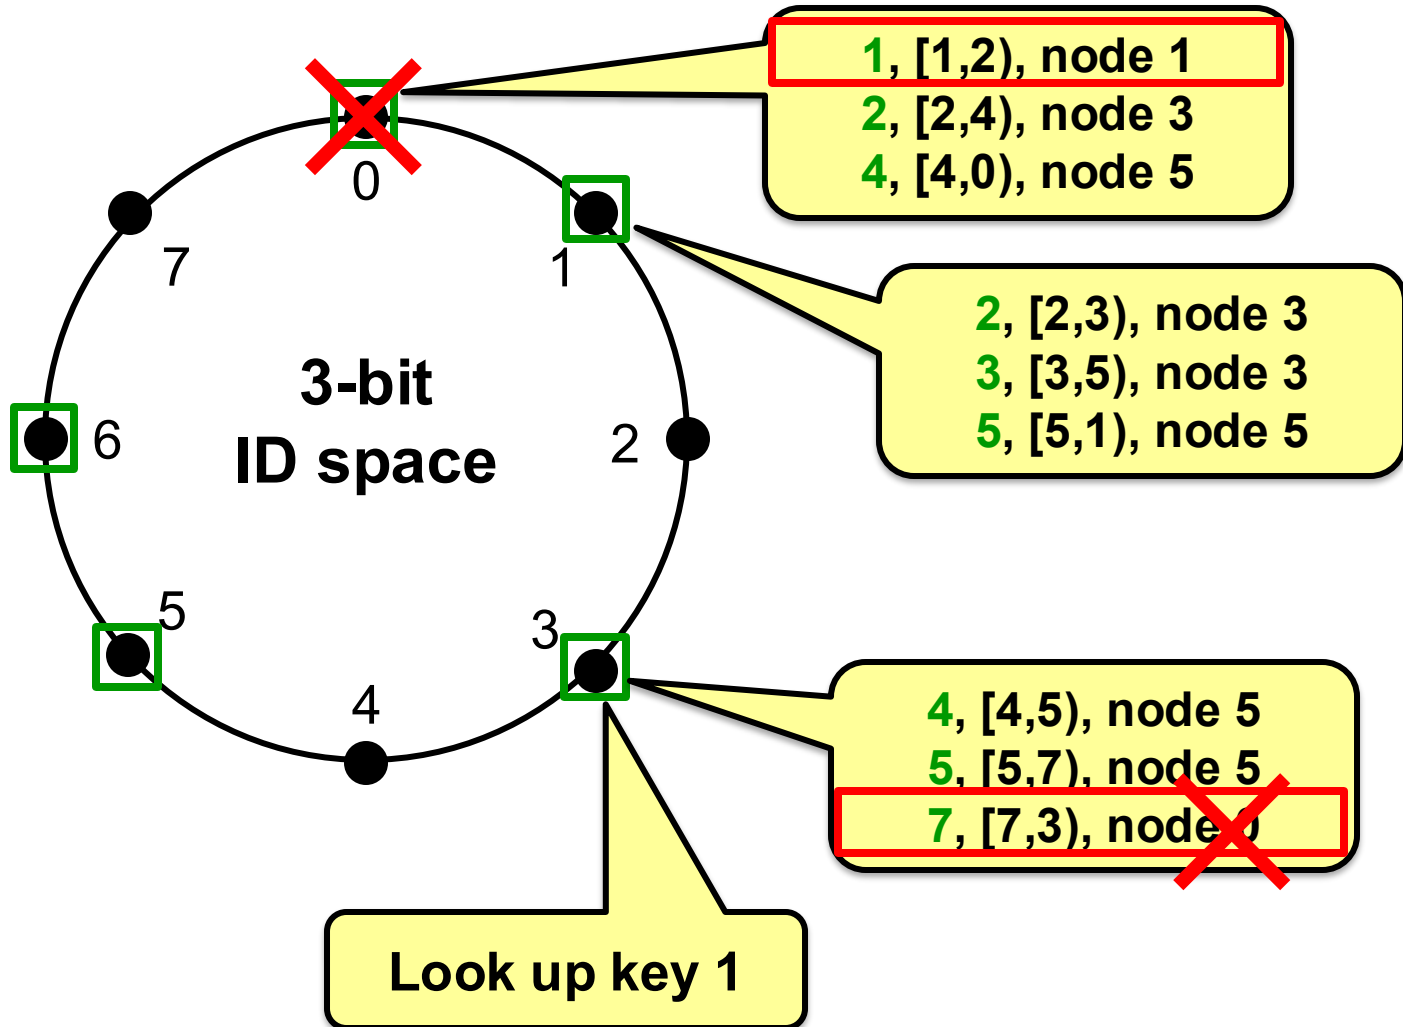 1, [1,2), node 1
2, [2,4), node 3
4, [4,0), node 5
0
7
1
2, [2,3), node 3
3, [3,5), node 3
5, [5,1), node 5
3-bit
ID space
6
2
5
3
4
4, [4,5), node 5
5, [5,7), node 5
7, [7,3), node 0
Look up key 1